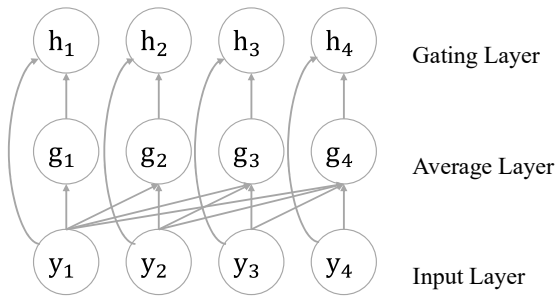 h₁ h₂ h₃ h₄ Gating Layer
g₁ g₂ g₃ g₄ Average Layer
y₁ y₂ y₃ y₄ Input Layer